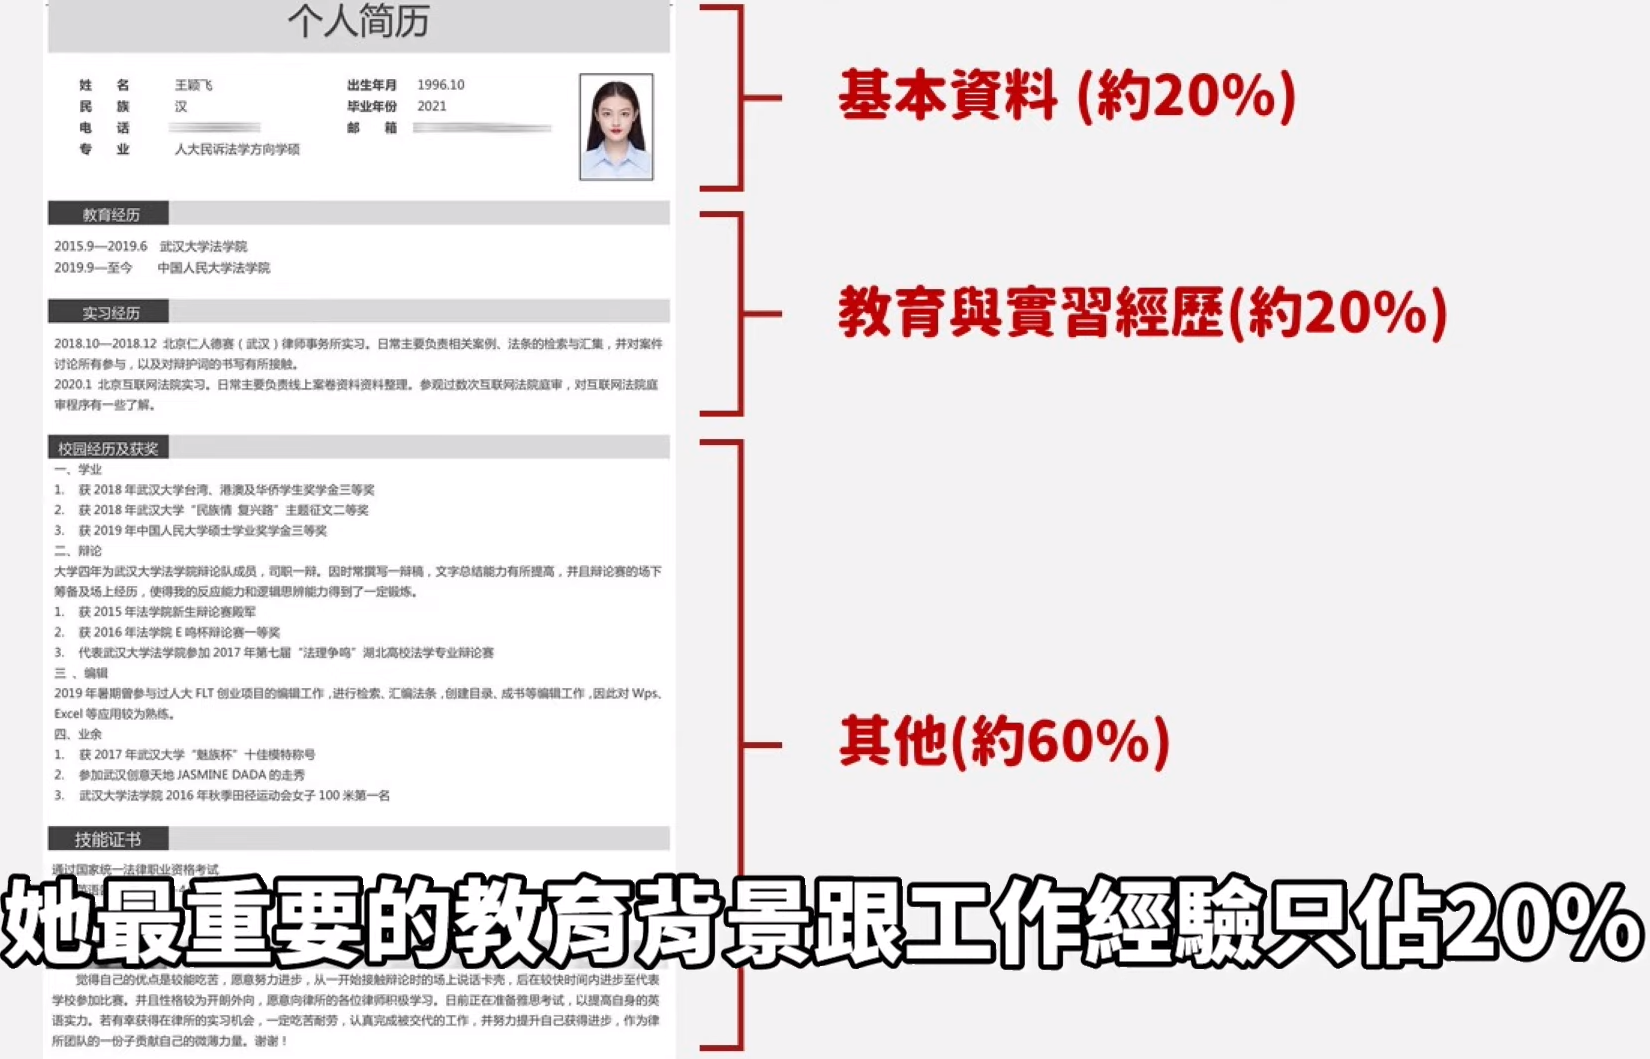 个人简历
姓 名 王颖飞 出生年月 1996.10
民 族 汉 毕业年份 2021
电 话 邮 箱
专 业 人大民诉法学方向学硕
基本資料 (約20%)
教育经历
2015.9—2019.6 武汉大学法学院
2019.9—至今 中国人民大学法学院
实习经历
2018.10—2018.12 北京仁人德赛（武汉）律师事务所实习。日常主要负责相关案例、法条的检索与汇集，并对案件
讨论所有参与，以及对辩护词的书写有所接触。
2020.1 北京互联网法院实习。日常主要负责线上案卷资料资料整理。参观过数次互联网法院庭审，对互联网法院庭
审程序有一些了解。
教育與實習經歷(約20%)
校园经历及获奖
一、学业
1. 获 2018 年武汉大学台湾、港澳及华侨学生奖学金三等奖
2. 获 2018 年武汉大学“民族情 复兴路”主题征文二等奖
3. 获 2019 年中国人民大学硕士学业奖学金三等奖
二、辩论
大学四年为武汉大学法学院辩论队成员，司职一辩。因时常撰写一辩稿，文字总结能力有所提高，并且辩论赛的场下
筹备及场上经历，使得我的反应能力和逻辑思辨能力得到了一定锻炼。
1. 获 2015 年法学院新生辩论赛殿军
2. 获 2016 年法学院 E 鸣杯辩论赛一等奖
3. 代表武汉大学法学院参加 2017 年第七届“法理争鸣”湖北高校法学专业辩论赛
三 、编辑
2019 年暑期曾参与过人大 FLT 创业项目的编辑工作，进行检索、汇编法条，创建目录、成书等编辑工作，因此对 Wps、
Excel 等应用较为熟练。
四、业余
1. 获 2017 年武汉大学“魅族杯”十佳模特称号
2. 参加武汉创意天地 JASMINE DADA 的走秀
3. 武汉大学法学院 2016 年秋季田径运动会女子 100 米第一名
其他(約60%)
技能证书
通过国家统一法律职业资格考试
她最重要的教育背景跟工作經驗只佔20%
觉得自己的优点是较能吃苦，愿意努力进步，从一开始接触辩论时的场上说话卡壳，后在较快时间内进步至代表
学校参加比赛。并且性格较为开朗外向，愿意向律所的各位律师积极学习。日前正在准备雅思考试，以提高自身的英
语实力。若有幸获得在律所的实习机会，一定吃苦耐劳，认真完成被交代的工作，并努力提升自己获得进步，作为律
所团队的一份子贡献自己的微薄力量。谢谢！